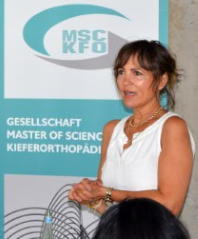 MSC
KFO
GESELLSCHAFT
MASTER OF SCIENC
KIEFERORTHOPÄDI